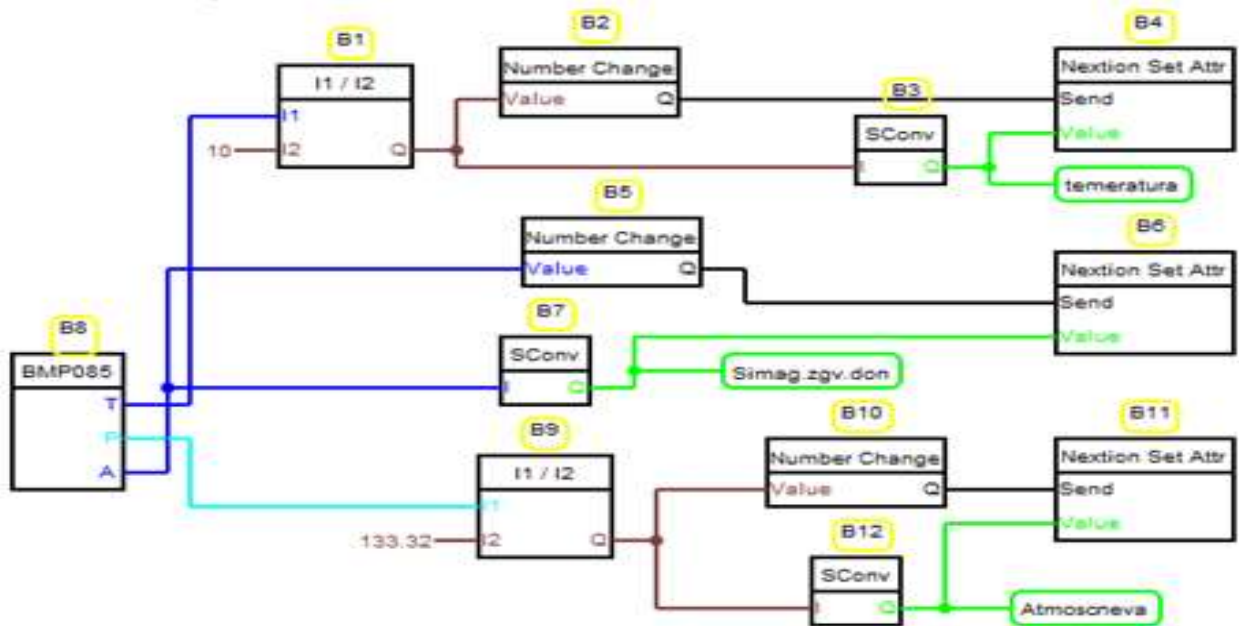 B1
I1 / I2
I1
10
I2
Q
B2
Number Change
Value
Q
B3
SConv
I
Q
B4
Nextion Set Attr
Send
Value
temeratura
B5
Number Change
Value
Q
B6
Nextion Set Attr
Send
Value
B7
SConv
I
Q
Simag.zgv.don
B8
BMP085
T
P
A
B9
I1 / I2
I1
133.32
I2
Q
B10
Number Change
Value
Q
B11
Nextion Set Attr
Send
Value
B12
SConv
I
Q
Atmoscneva